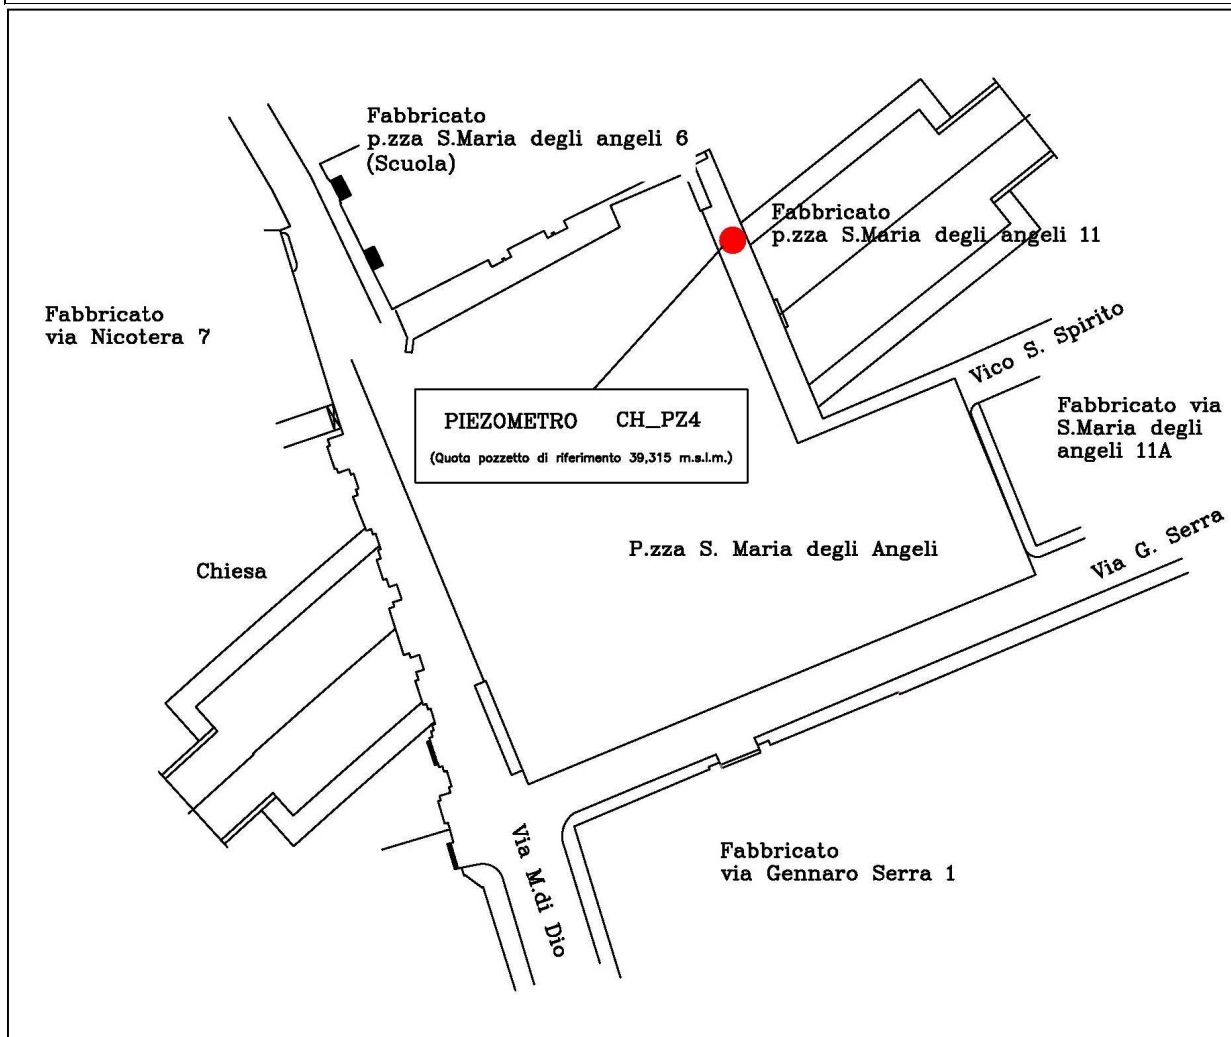 Fabbricato
p.zza S.Maria degli angeli 6
(Scuola)
Fabbricato
p.zza S.Maria degli angeli 11
Fabbricato
via Nicotera 7
Vico S. Spirito
PIEZOMETRO CH_PZ4
(Quota pozzetto di riferimento 39,315 m.s.l.m.)
Fabbricato via
S.Maria degli
angeli 11A
P.zza S. Maria degli Angeli
Via G. Serra
Chiesa
Via M.di Dio
Fabbricato
via Gennaro Serra 1